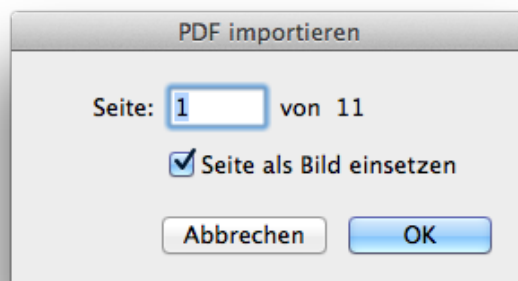 PDF importieren
Seite: 1 von 11
Seite als Bild einsetzen
Abbrechen OK